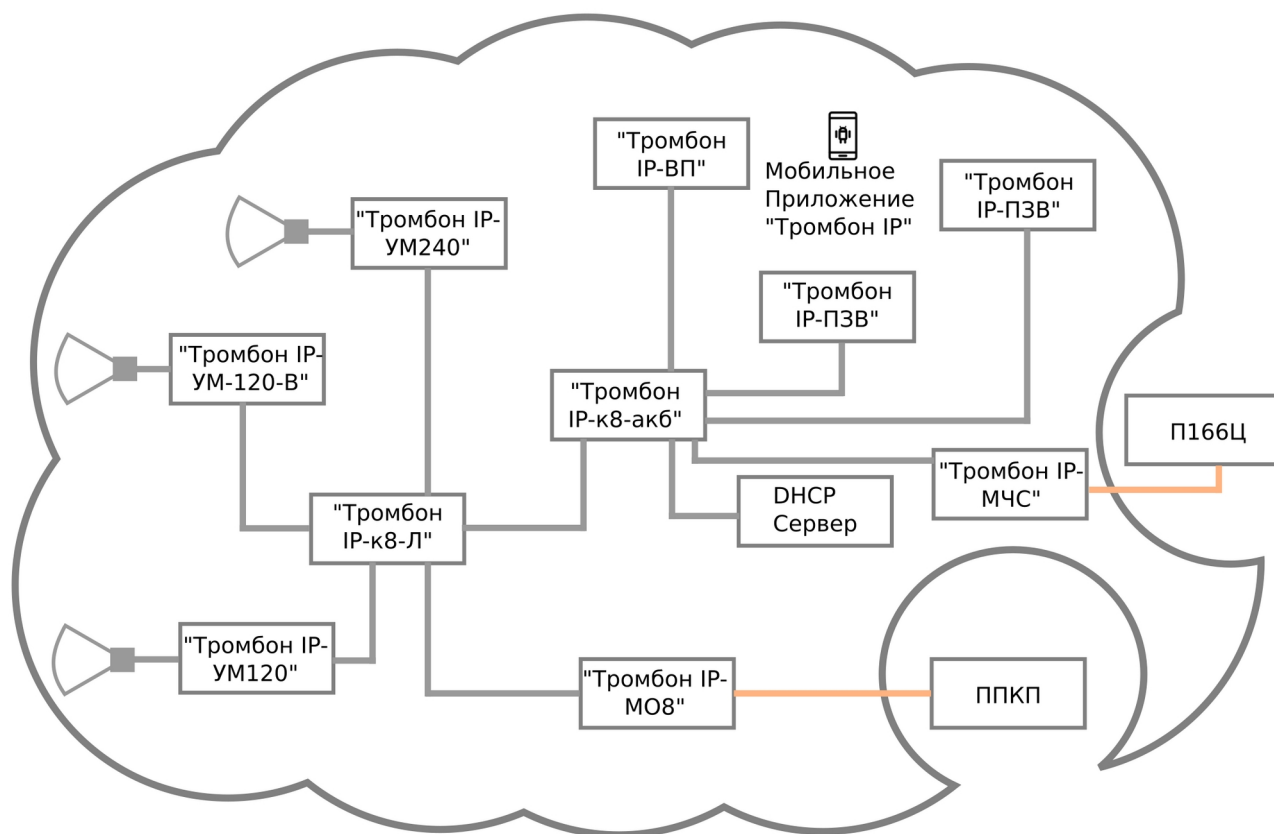 "Тромбон
IP-ВП"
Мобильное
Приложение
"Тромбон IP"
"Тромбон
IP-ПЗВ"
"Тромбон IP-
УМ240"
"Тромбон
IP-ПЗВ"
"Тромбон IP-
УМ-120-В"
"Тромбон
IP-к8-акб"
П166Ц
"Тромбон IP-
МЧС"
DHCP
Сервер
"Тромбон
IP-к8-Л"
"Тромбон IP-
УМ120"
"Тромбон IP-
МО8"
ППКП